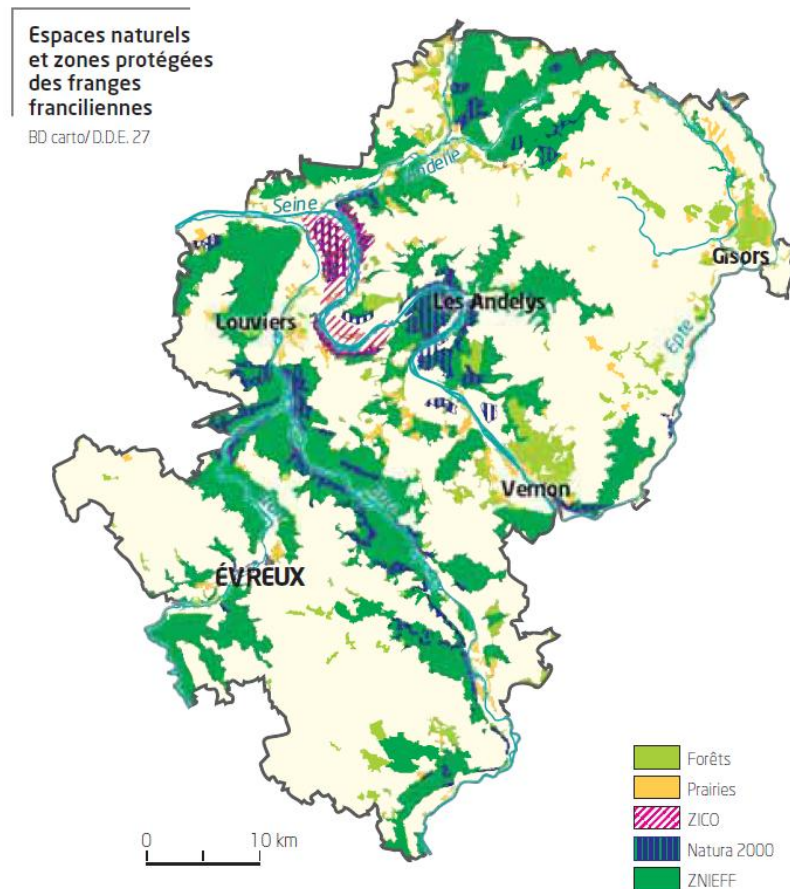 Espaces naturels
et zones protégées
des franges
franciliennes
BD carto/D.D.E. 27
Andelle
Seine
Gisors
Les Andelys
Louviers
Epte
Vernon
Eure
ÉVREUX
0 10 km
Forêts
Prairies
ZICO
Natura 2000
ZNIEFF